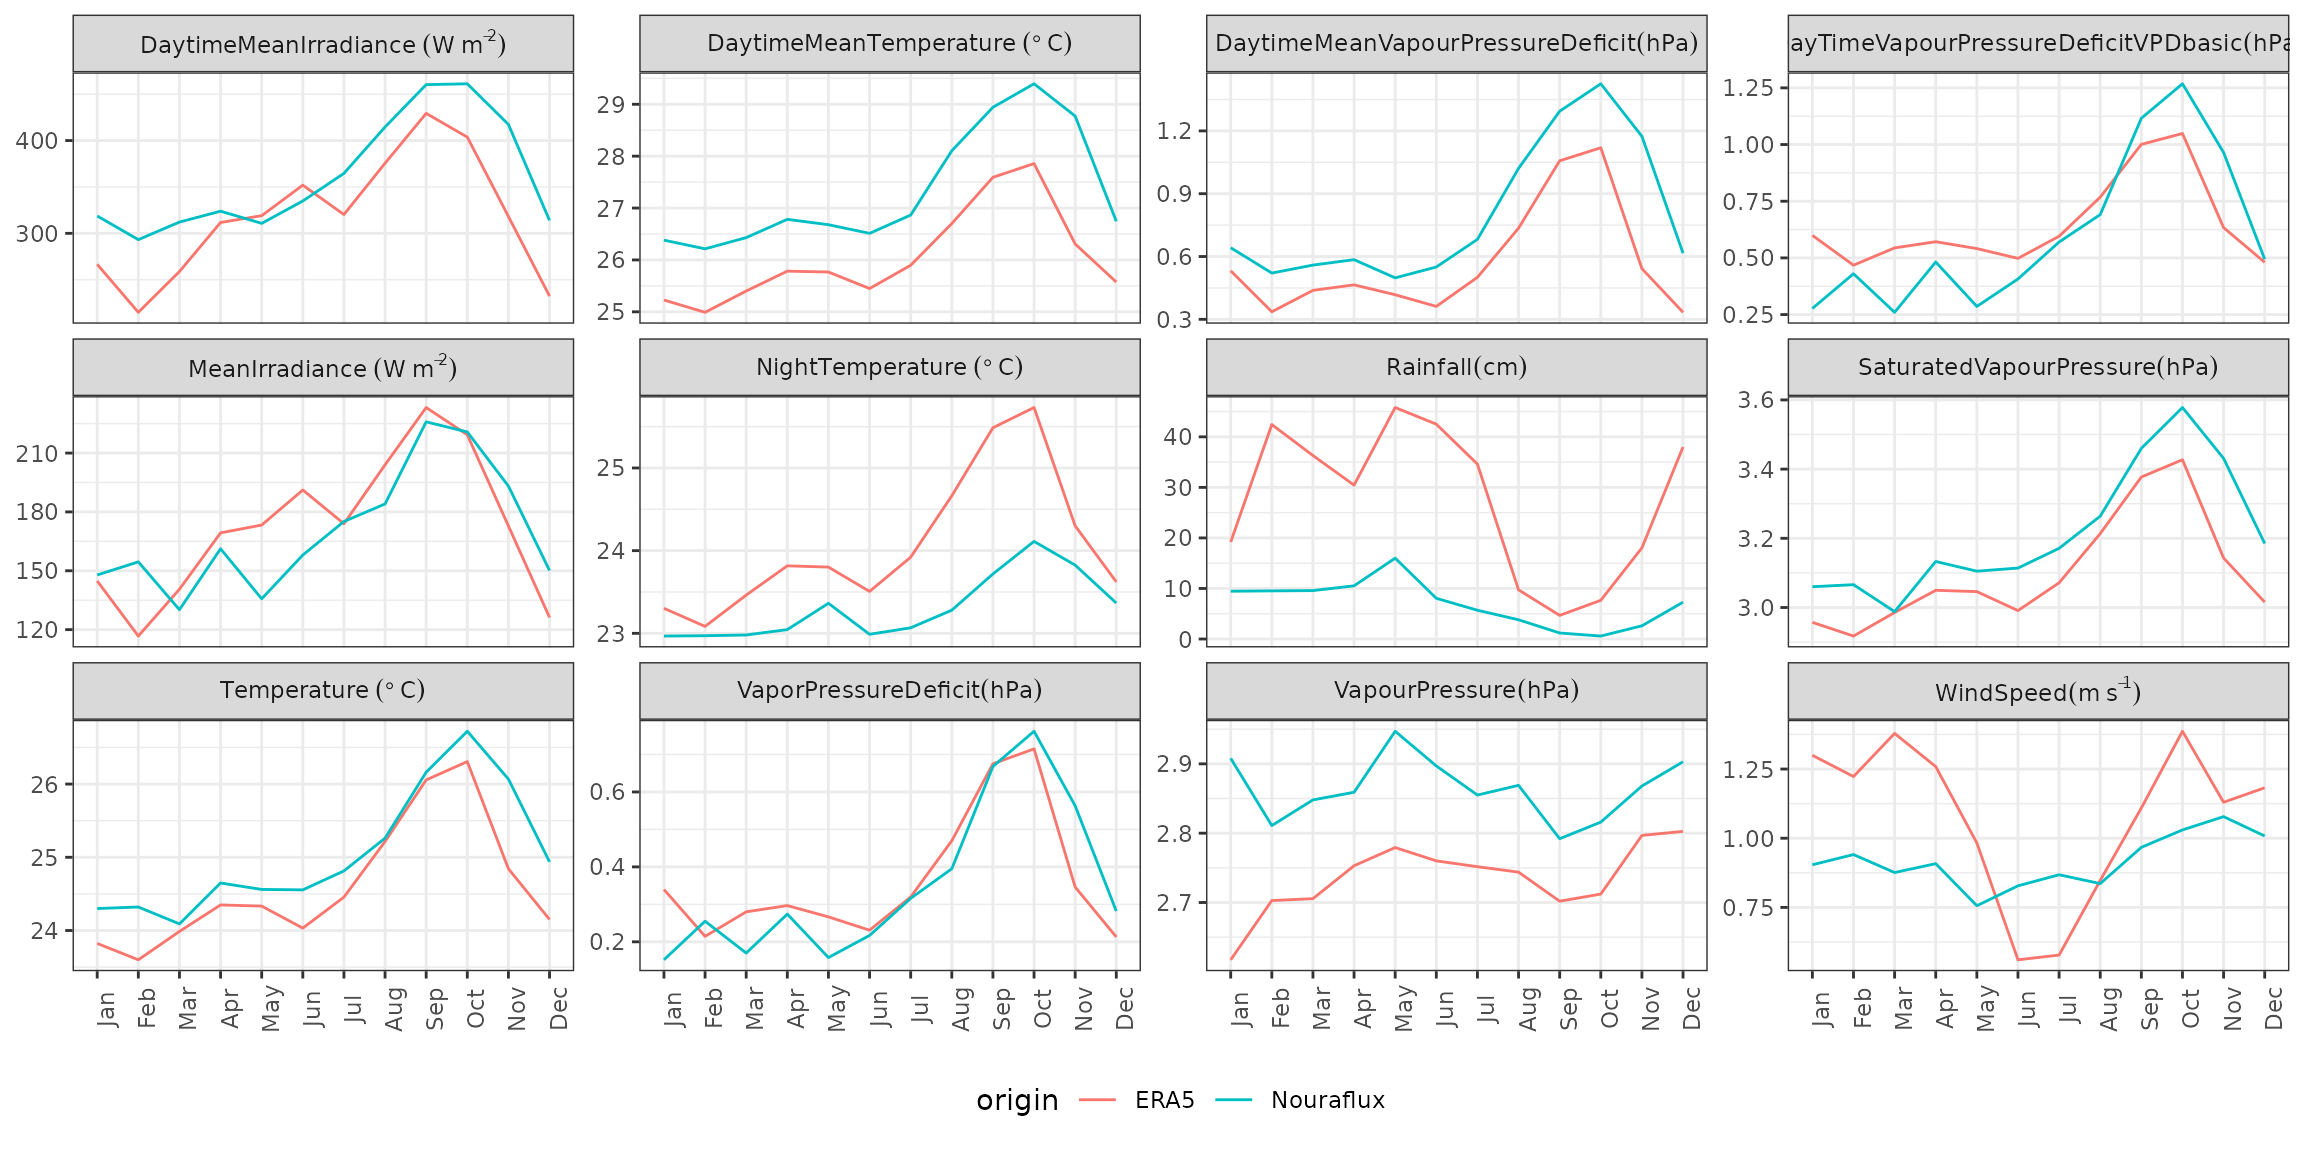 DaytimeMeanIrradiance (W m⁻²)
DaytimeMeanTemperature (° C)
DaytimeMeanVapourPressureDeficit(hPa)
ayTimeVapourPressureDeficitVPDbasic(hPa
400
300
29
28
27
26
25
1.2
0.9
0.6
0.3
1.25
1.00
0.75
0.50
0.25
MeanIrradiance (W m⁻²)
NightTemperature (° C)
Rainfall(cm)
SaturatedVapourPressure(hPa)
210
180
150
120
25
24
23
40
30
20
10
0
3.6
3.4
3.2
3.0
Temperature (° C)
VaporPressureDeficit(hPa)
VapourPressure(hPa)
WindSpeed(m s⁻¹)
26
25
24
0.6
0.4
0.2
2.9
2.8
2.7
1.25
1.00
0.75
Jan Feb Mar Apr May Jun Jul Aug Sep Oct Nov Dec
Jan Feb Mar Apr May Jun Jul Aug Sep Oct Nov Dec
Jan Feb Mar Apr May Jun Jul Aug Sep Oct Nov Dec
Jan Feb Mar Apr May Jun Jul Aug Sep Oct Nov Dec
origin ERA5 Nouraflux